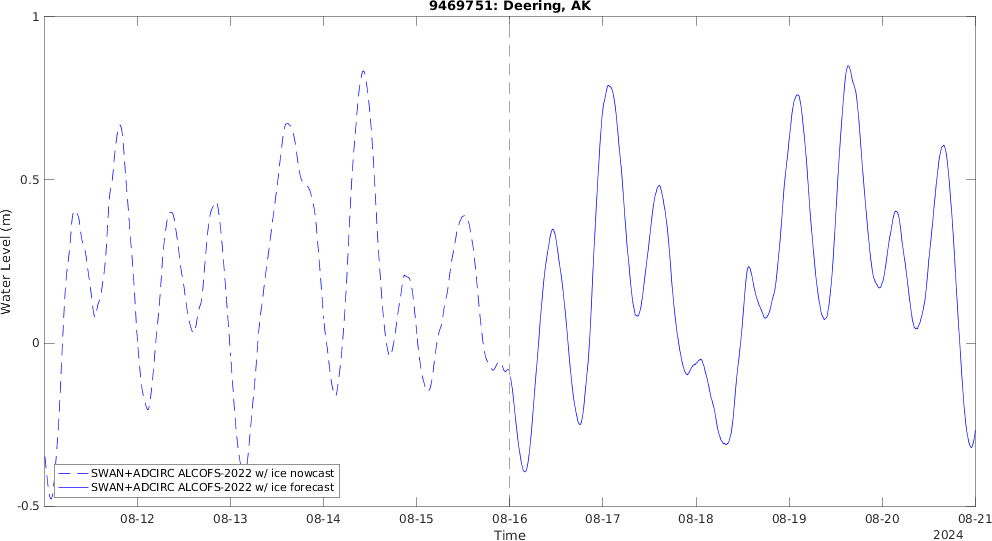 9469751: Deering, AK
Water Level (m)
1
0.5
0
-0.5
SWAN+ADCIRC ALCOFS-2022 w/ ice nowcast
SWAN+ADCIRC ALCOFS-2022 w/ ice forecast
08-12 08-13 08-14 08-15 08-16 08-17 08-18 08-19 08-20 08-21
Time
2024